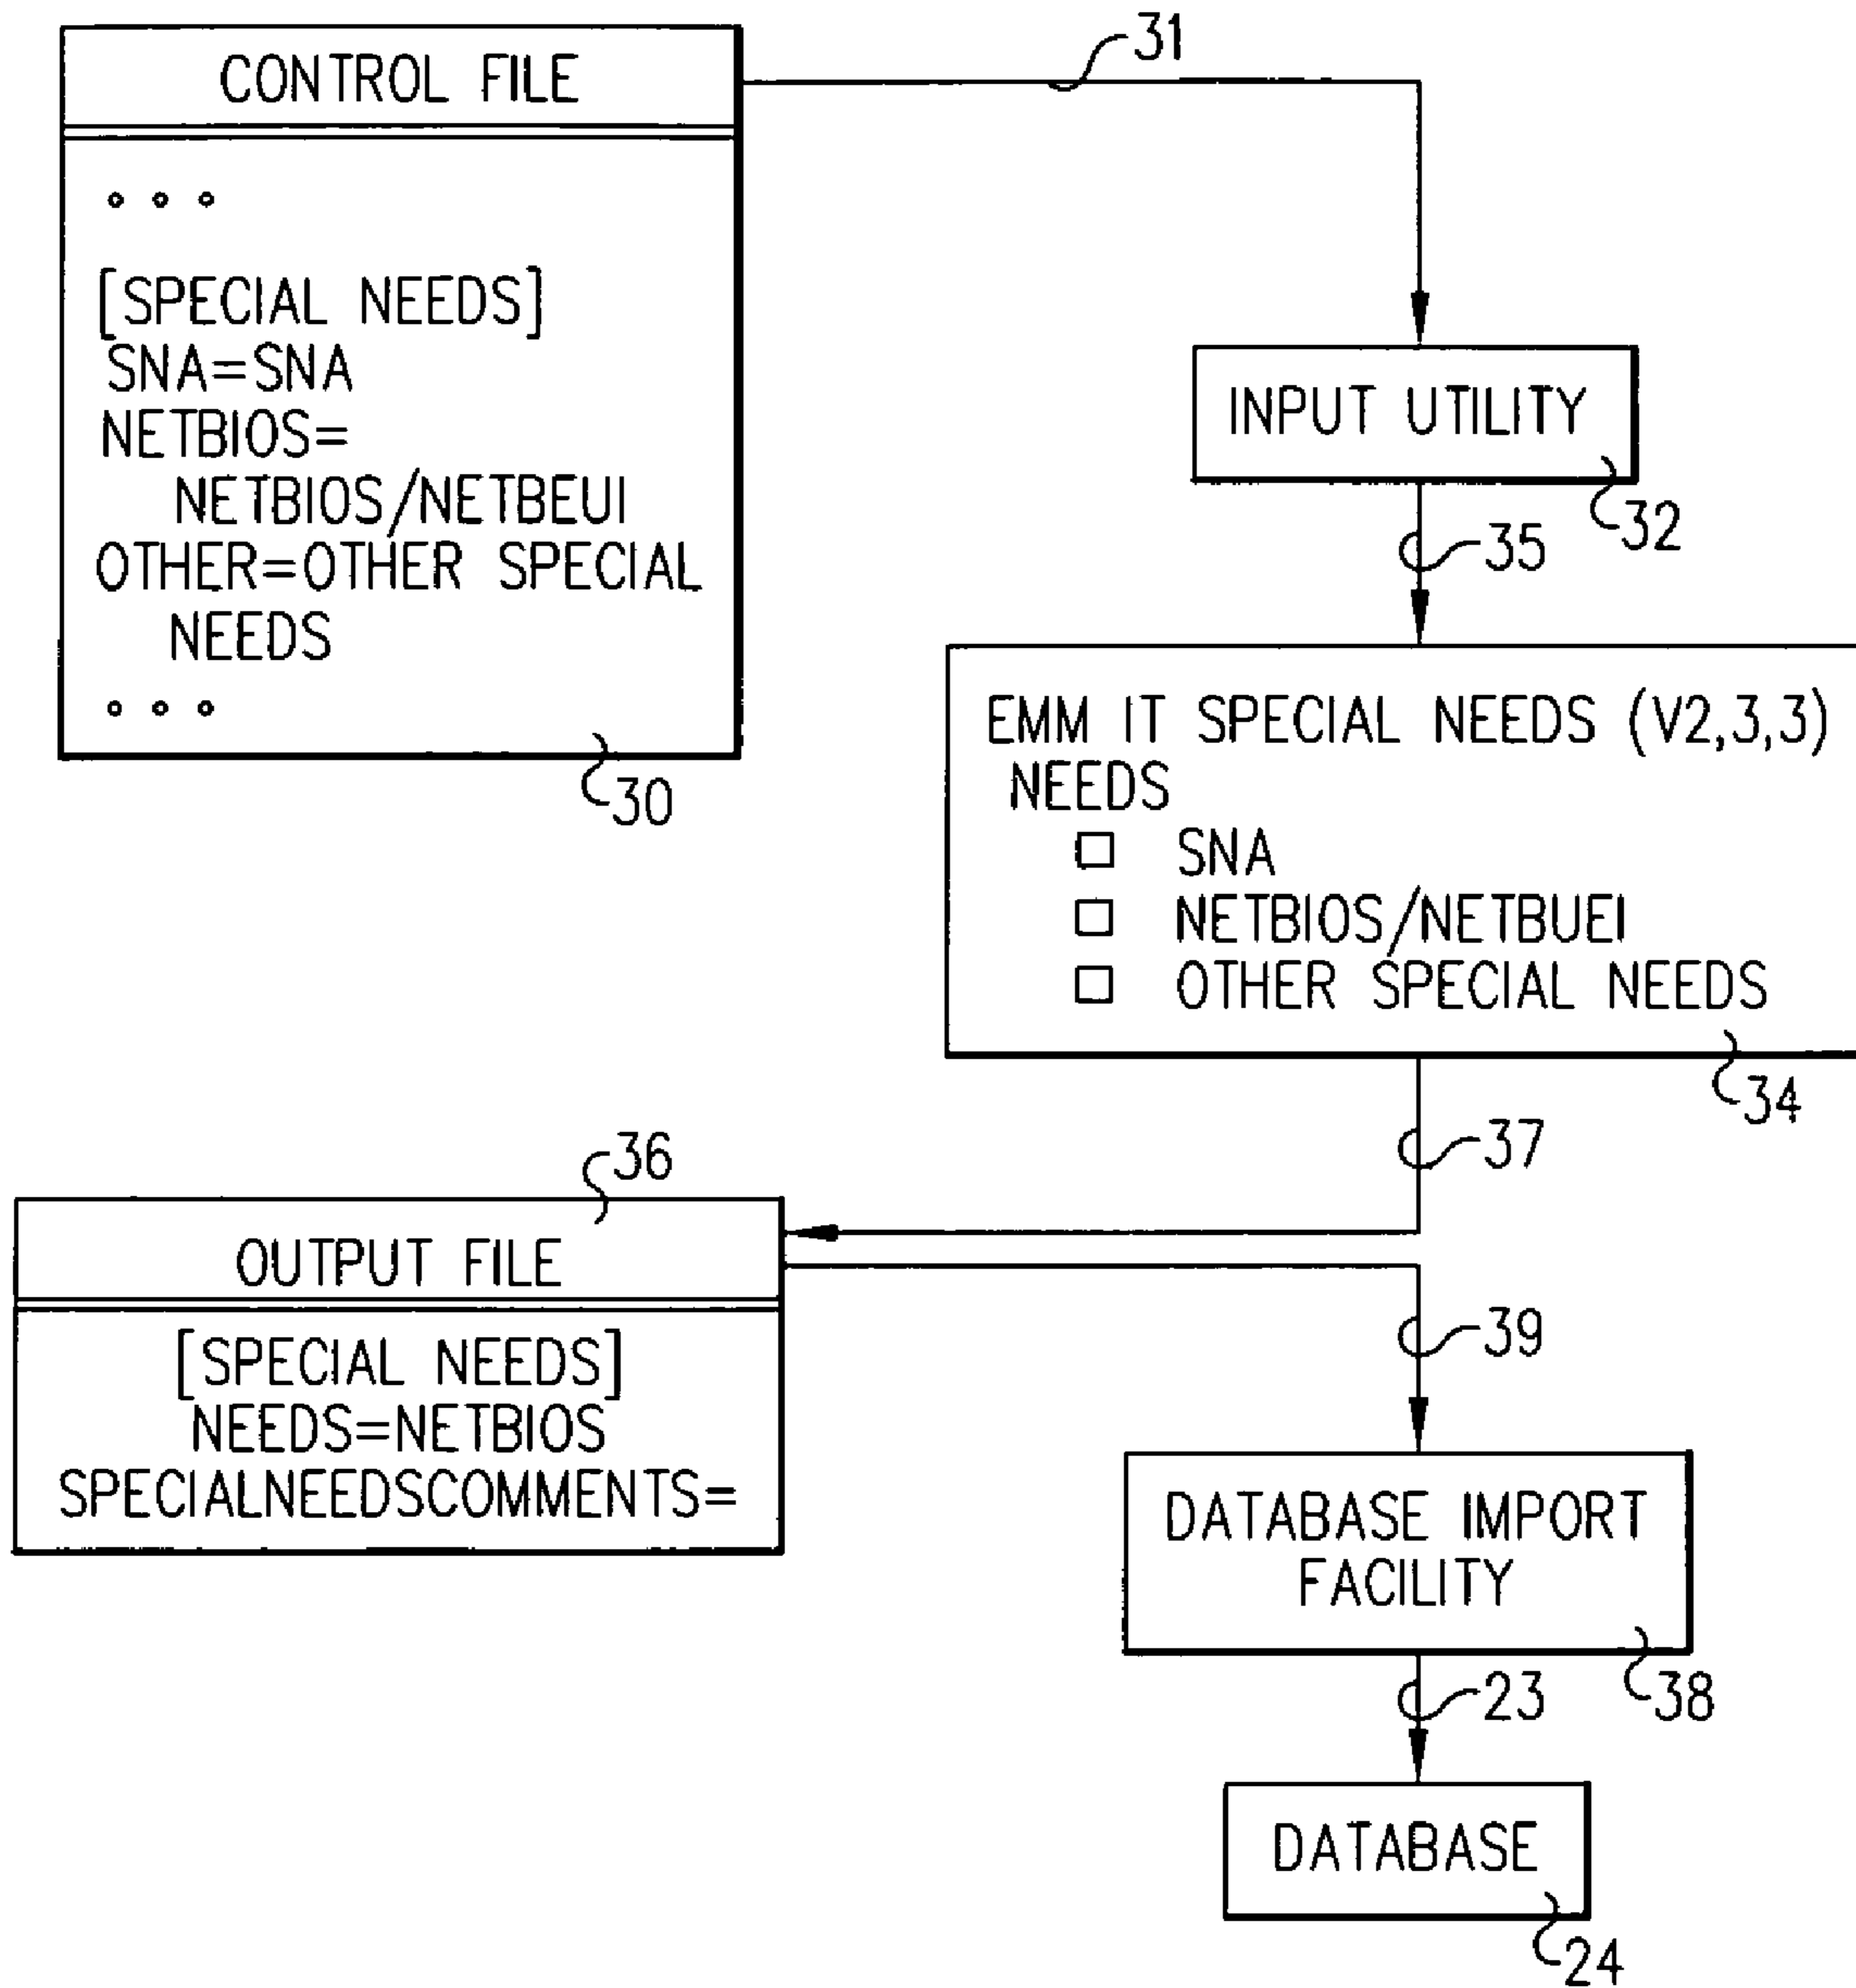 CONTROL FILE
[SPECIAL NEEDS]
SNA=SNA
NETBIOS=
NETBIOS/NETBEUI
OTHER=OTHER SPECIAL
NEEDS
30
31
INPUT UTILITY
32
35
EMM IT SPECIAL NEEDS (V2,3,3)
NEEDS
SNA
NETBIOS/NETBUEI
OTHER SPECIAL NEEDS
34
37
36
OUTPUT FILE
[SPECIAL NEEDS]
NEEDS=NETBIOS
SPECIALNEEDSCOMMENTS=
39
DATABASE IMPORT
FACILITY
38
23
DATABASE
24